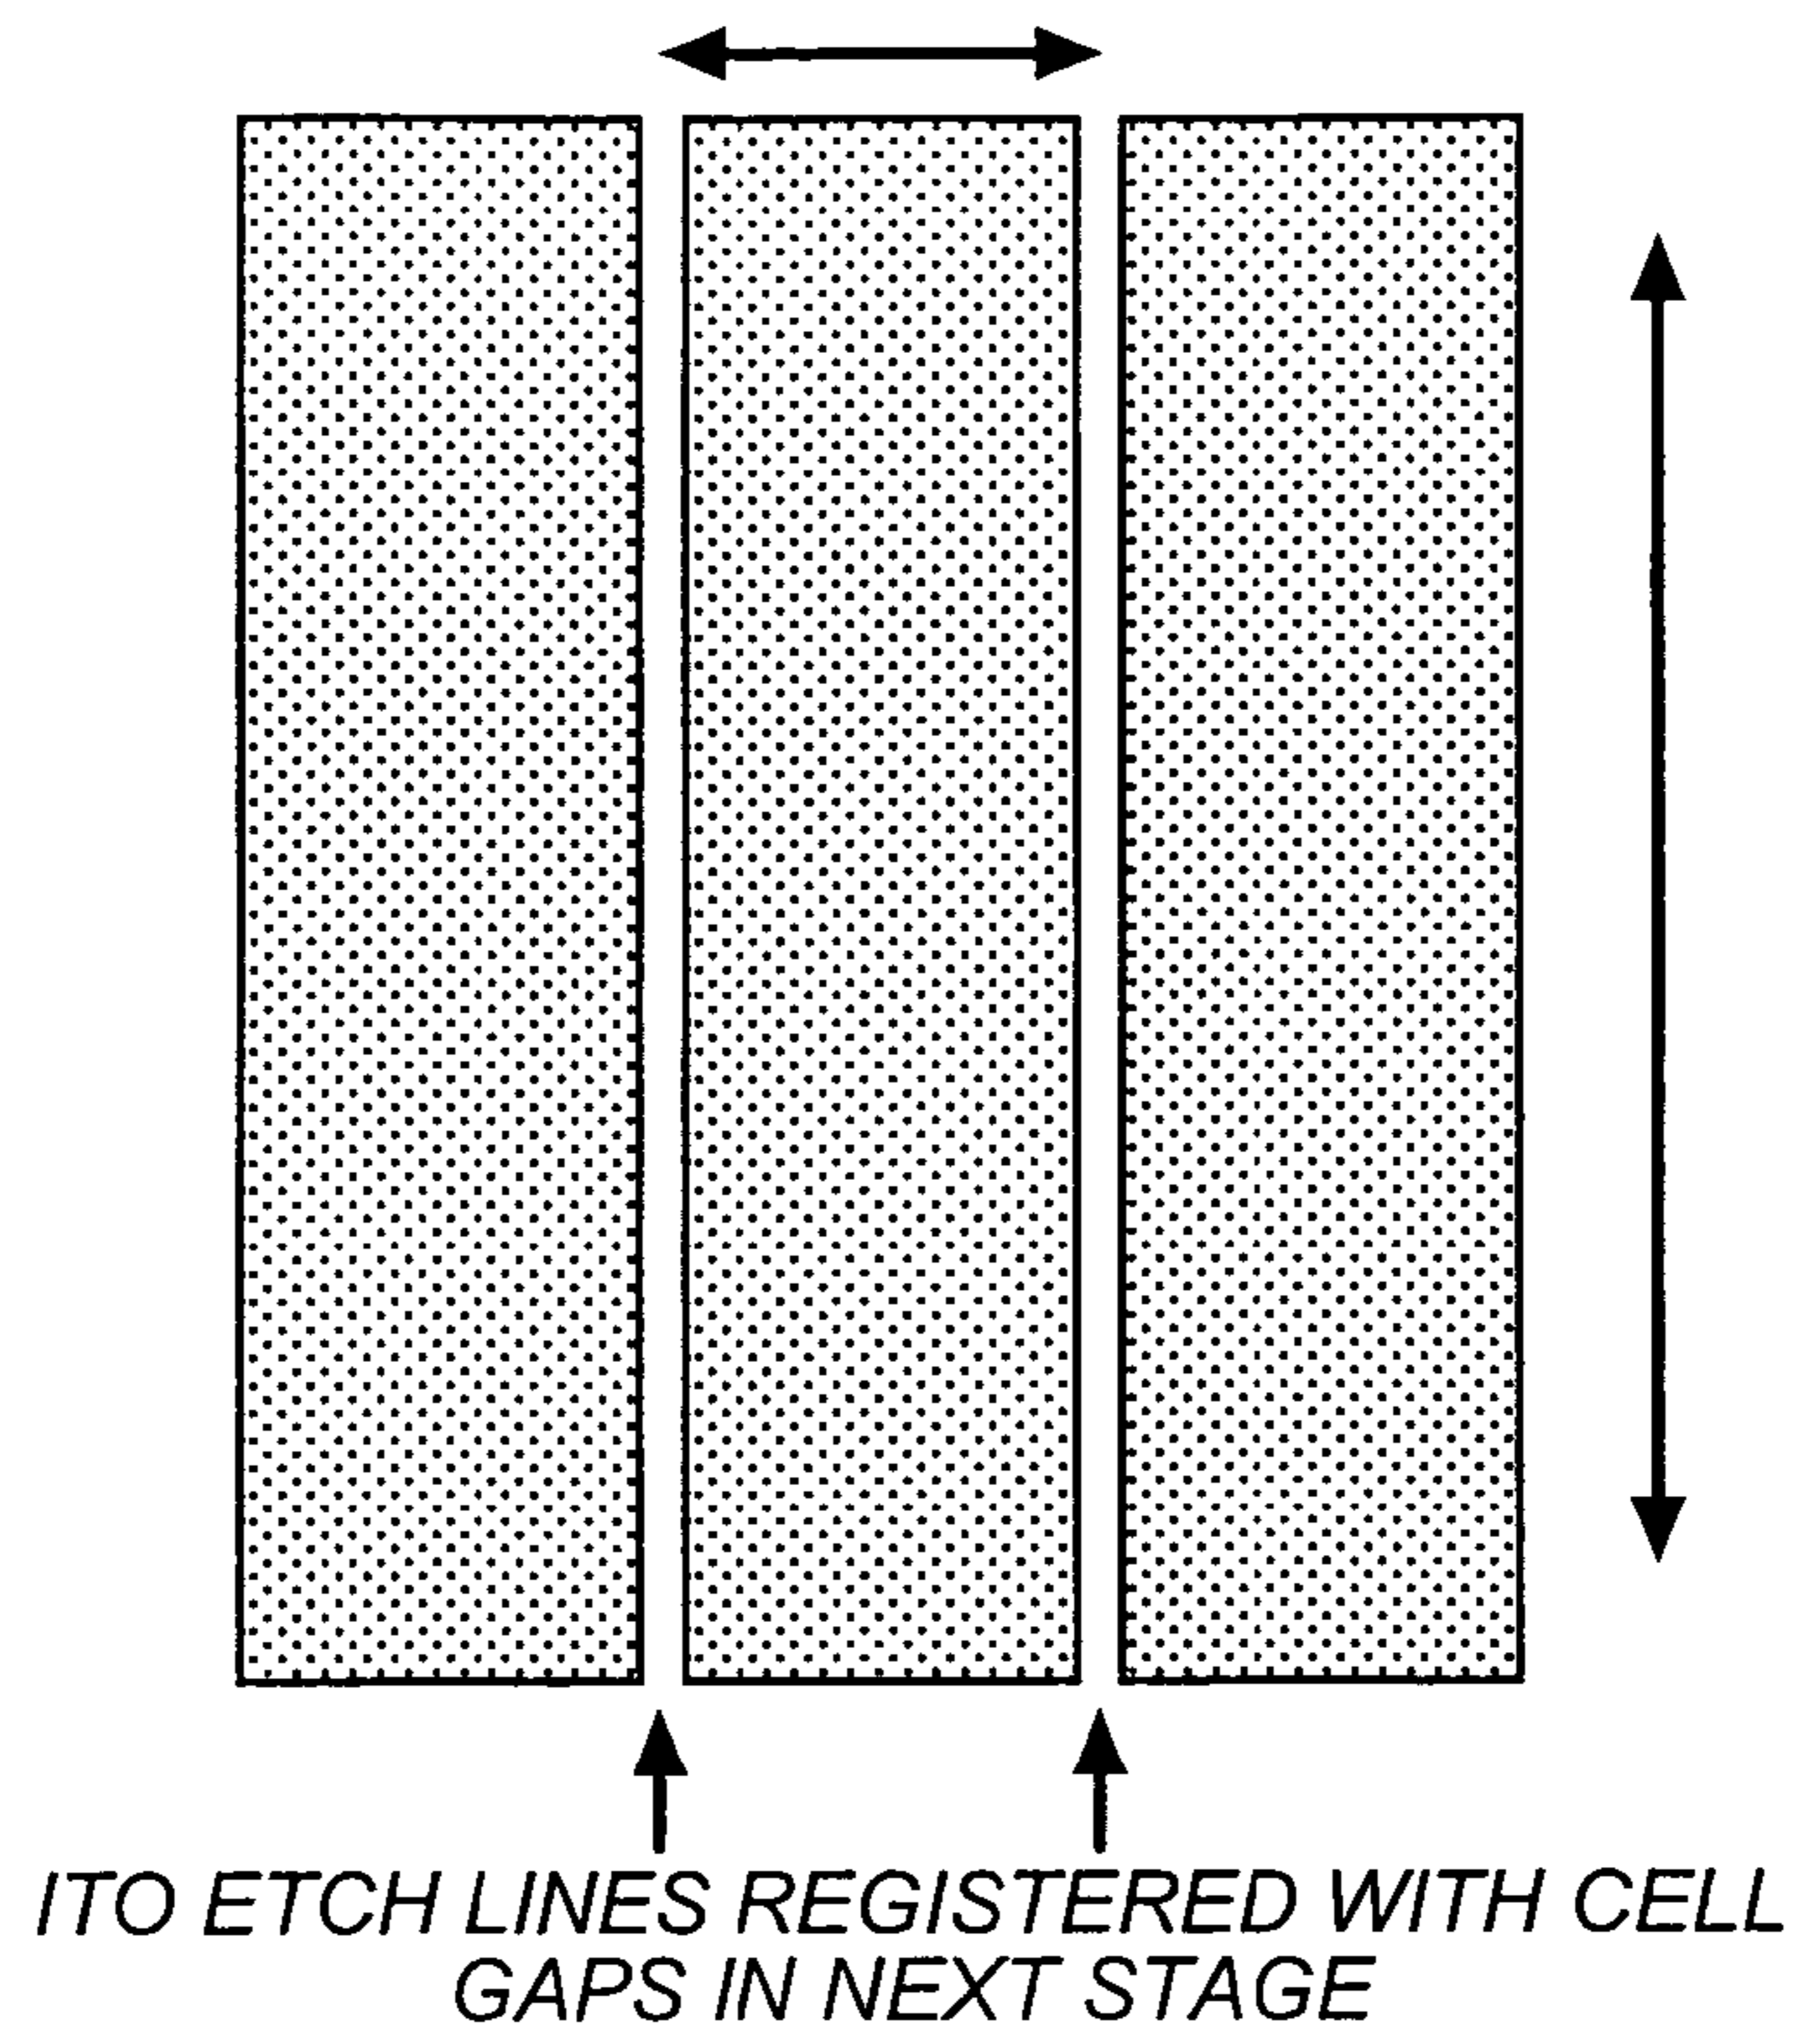 ITO ETCH LINES REGISTERED WITH CELL
GAPS IN NEXT STAGE